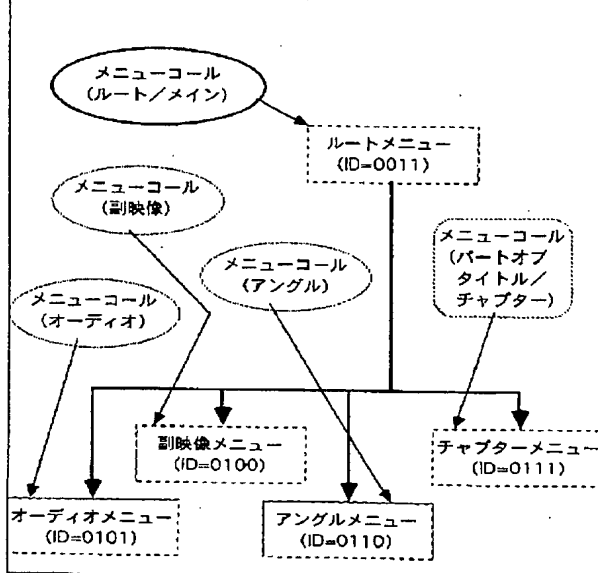 メニューコール
(ルート／メイン)
ルートメニュー
(ID=0011)
メニューコール
(副映像)
メニューコール
(アングル)
メニューコール
(パートオブ
タイトル／
チャプター)
メニューコール
(オーディオ)
副映像メニュー
(ID=0100)
チャプターメニュー
(ID=0111)
オーディオメニュー
(ID=0101)
アングルメニュー
(ID=0110)